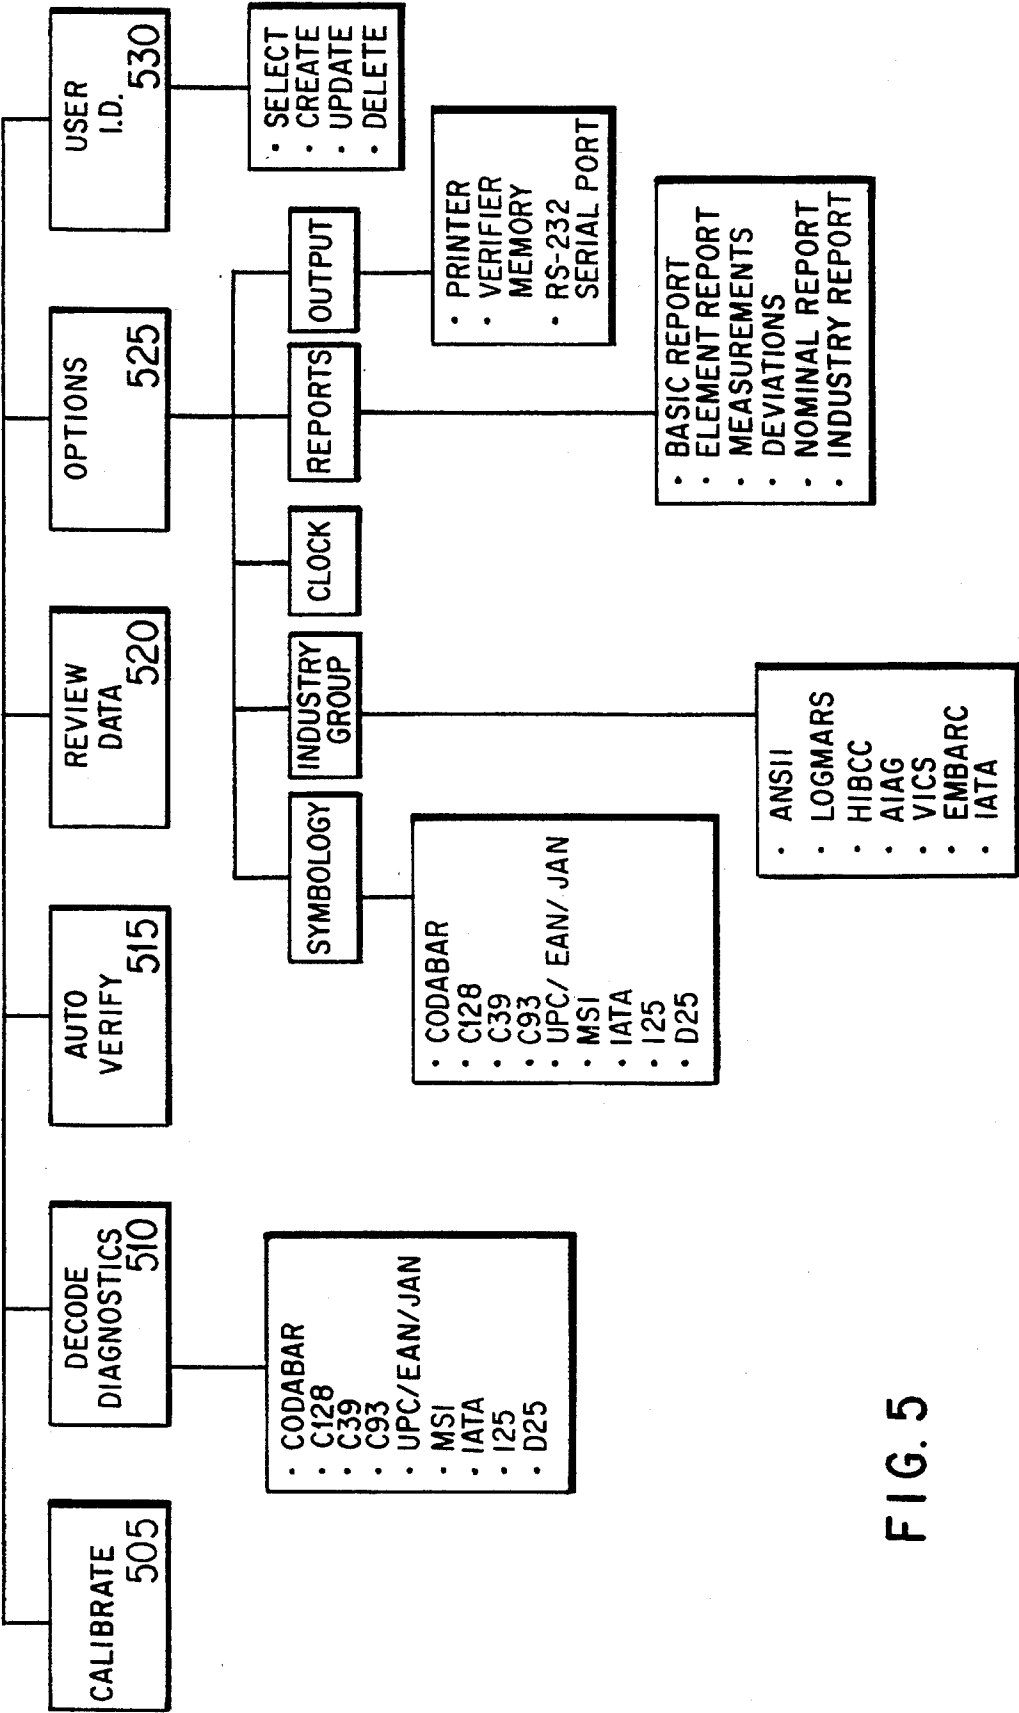 CALIBRATE
505
DECODE
DIAGNOSTICS
510
AUTO
VERIFY
515
REVIEW
DATA
520
OPTIONS
525
USER
I.D.
530
• CODABAR
• C128
• C39
• C93
• UPC/EAN/JAN
• MSI
• IATA
• I25
• D25
SYMBOLOGY
INDUSTRY
GROUP
CLOCK
REPORTS
OUTPUT
• SELECT
• CREATE
• UPDATE
• DELETE
• CODABAR
• C128
• C39
• C93
• UPC/ EAN/ JAN
• MSI
• IATA
• I25
• D25
• ANSII
• LOGMARS
• HIBCC
• AIAG
• VICS
• EMBARC
• IATA
• BASIC REPORT
ELEMENT REPORT
• MEASUREMENTS
• DEVIATIONS
• NOMINAL REPORT
• INDUSTRY REPORT
• PRINTER
• VERIFIER
MEMORY
• RS-232
SERIAL PORT
FIG. 5